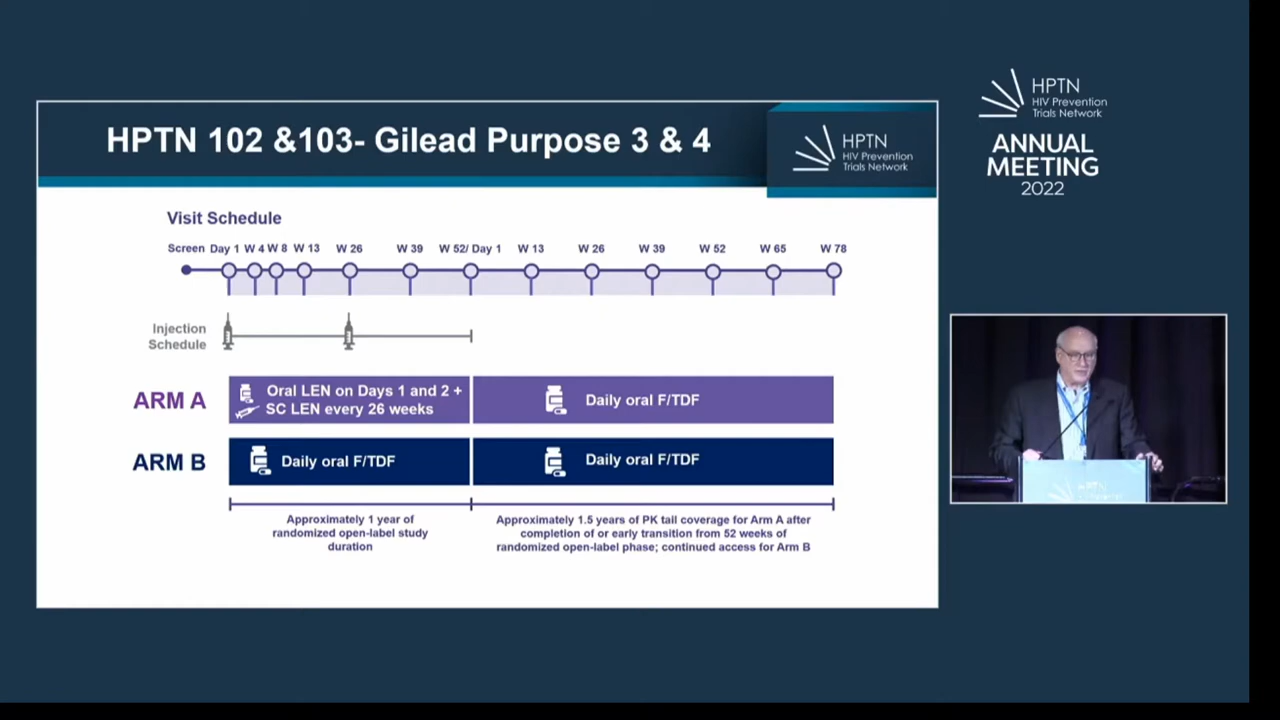 HPTN 102 &103- Gilead Purpose 3 & 4
HPTN
HIV Prevention
Trials Network
Visit Schedule
Screen Day 1 W 4 W 8 W 13 W 26 W 39 W 52/ Day 1 W 13 W 26 W 39 W 52 W 65 W 78
Injection
Schedule
ARM A
Oral LEN on Days 1 and 2 +
SC LEN every 26 weeks
Daily oral F/TDF
ARM B
Daily oral F/TDF
Daily oral F/TDF
Approximately 1 year of
randomized open-label study
duration
Approximately 1.5 years of PK tail coverage for Arm A after
completion of or early transition from 52 weeks of
randomized open-label phase; continued access for Arm B
HPTN
HIV Prevention
Trials Network
ANNUAL
MEETING
2022